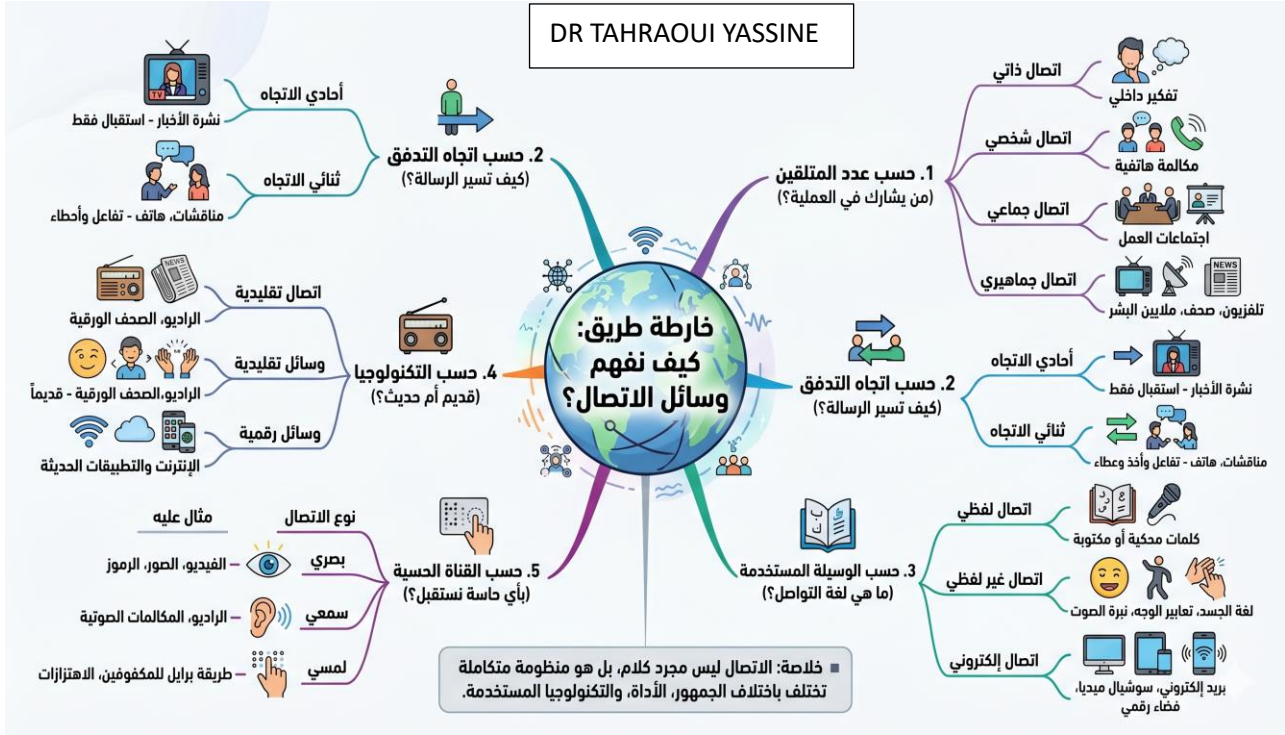 DR TAHRAOUI YASSINE
خارطة طريق:
كيف نفهم
وسائل الاتصال؟
1. حسب عدد المتلقين
(من يشارك في العملية؟)
اتصال ذاتي
تفكير داخلي
اتصال شخصي
مكالمة هاتفية
اتصال جماعي
اجتماعات العمل
اتصال جماهيري
NEWS
تلفزيون، صحف، ملايين البشر
2. حسب اتجاه التدفق
(كيف تسير الرسالة؟)
أحادي الاتجاه
نشرة الأخبار - استقبال فقط
ثنائي الاتجاه
مناقشات، هاتف - تفاعل وأخذ وعطاء
3. حسب الوسيلة المستخدمة
(ما هي لغة التواصل؟)
اتصال لفظي
كلمات محكية أو مكتوبة
اتصال غير لفظي
لغة الجسد، تعابير الوجه، نبرة الصوت
اتصال إلكتروني
بريد إلكتروني، سوشيال ميديا،
فضاء رقمي
2. حسب اتجاه التدفق
(كيف تسير الرسالة؟)
أحادي الاتجاه
TV
نشرة الأخبار - استقبال فقط
ثنائي الاتجاه
مناقشات، هاتف - تفاعل وأحطاء
4. حسب التكنولوجيا
(قديم أم حديث؟)
اتصال تقليدية
NEWS
الراديو، الصحف الورقية
وسائل تقليدية
الراديو،الصحف الورقية - قديماً
وسائل رقمية
الإنترنت والتطبيقات الحديثة
5. حسب القناة الحسية
(بأي حاسة نستقبل؟)
نوع الاتصال
مثال عليه
بصري
الفيديو، الصور، الرموز
سمعي
الراديو، المكالمات الصوتية
لمسي
طريقة برايل للمكفوفين، الاهتزازات
خلاصة: الاتصال ليس مجرد كلام، بل هو منظومة متكاملة
تختلف باختلاف الجمهور، الأداة، والتكنولوجيا المستخدمة.